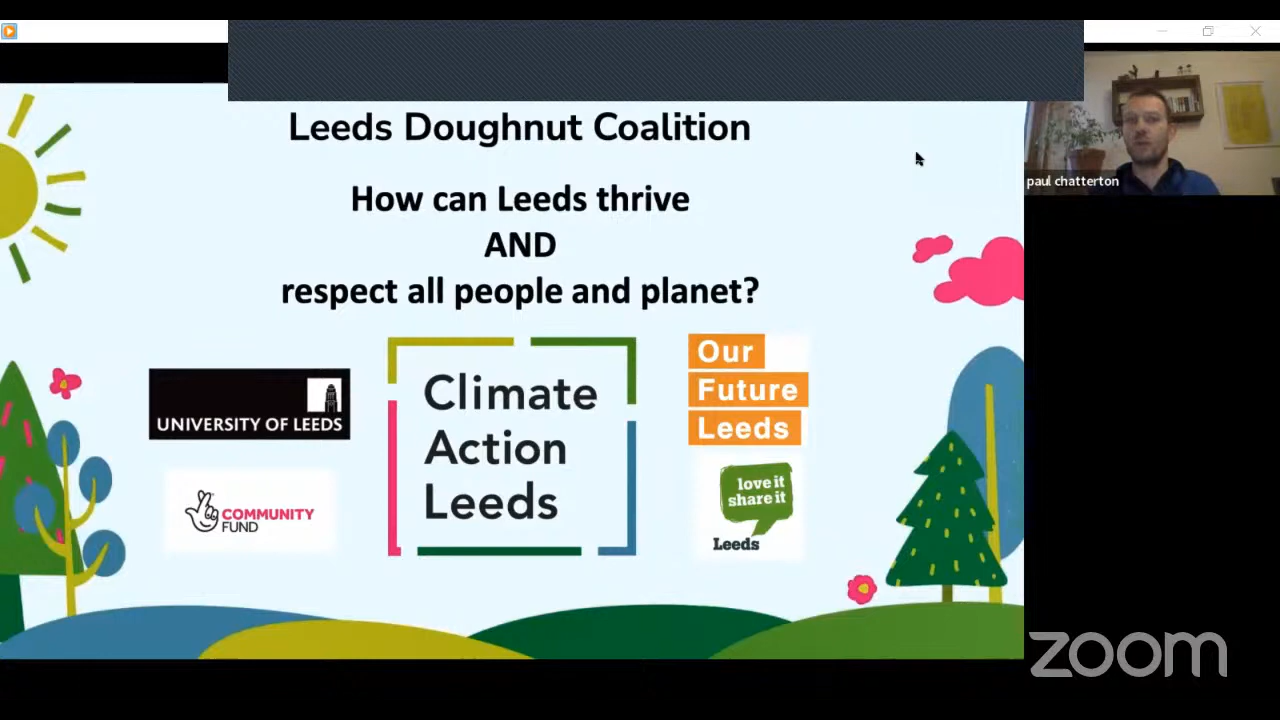 Leeds Doughnut Coalition
How can Leeds thrive
AND
respect all people and planet?
UNIVERSITY OF LEEDS
COMMUNITY
FUND
Climate
Action
Leeds
Our
Future
Leeds
love it
share it
Leeds
paul chatterton
zoom